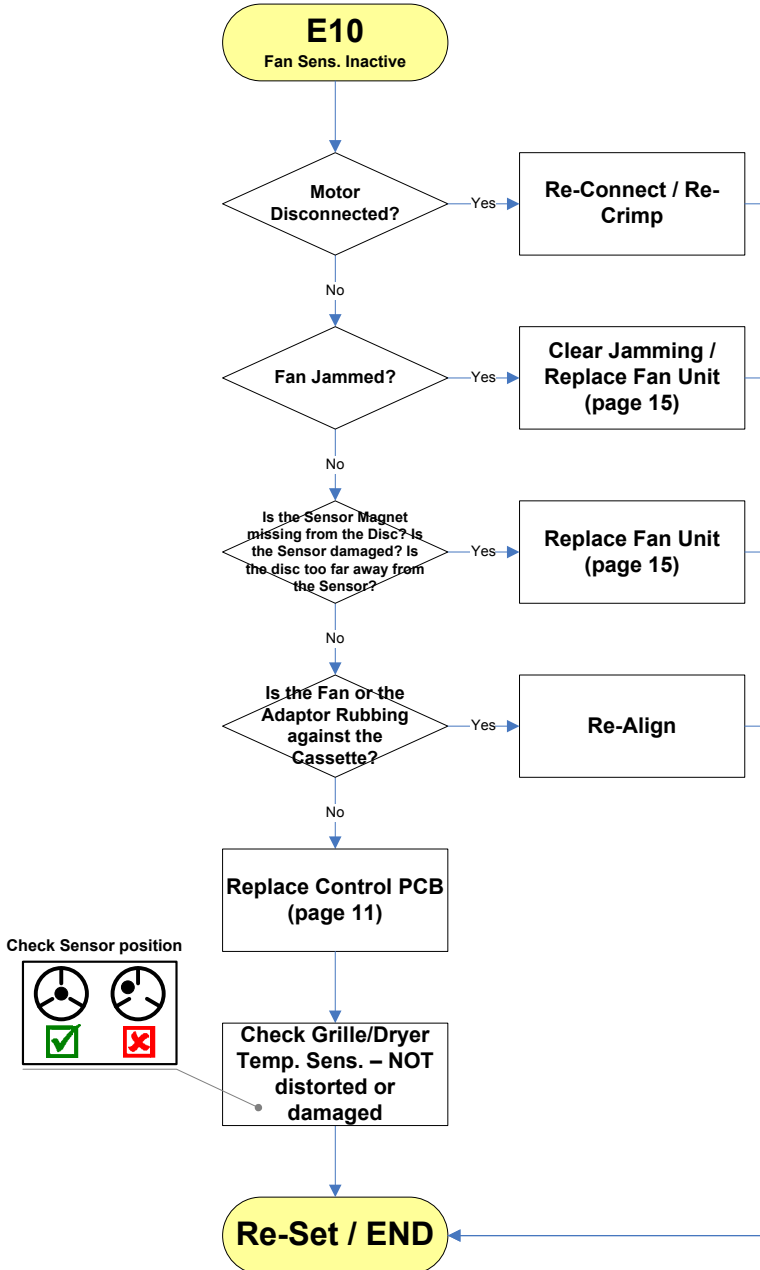 E10
Fan Sens. Inactive
Motor
Disconnected?
Yes
Re-Connect / Re-
Crimp
No
Fan Jammed?
Yes
Clear Jamming /
Replace Fan Unit
(page 15)
No
Is the Sensor Magnet
missing from the Disc? Is
the Sensor damaged? Is
the disc too far away from
the Sensor?
Yes
Replace Fan Unit
(page 15)
No
Is the Fan or the
Adaptor Rubbing
against the
Cassette?
Yes
Re-Align
No
Replace Control PCB
(page 11)
Check Sensor position
Check Grille/Dryer
Temp. Sens. – NOT
distorted or
damaged
Re-Set / END